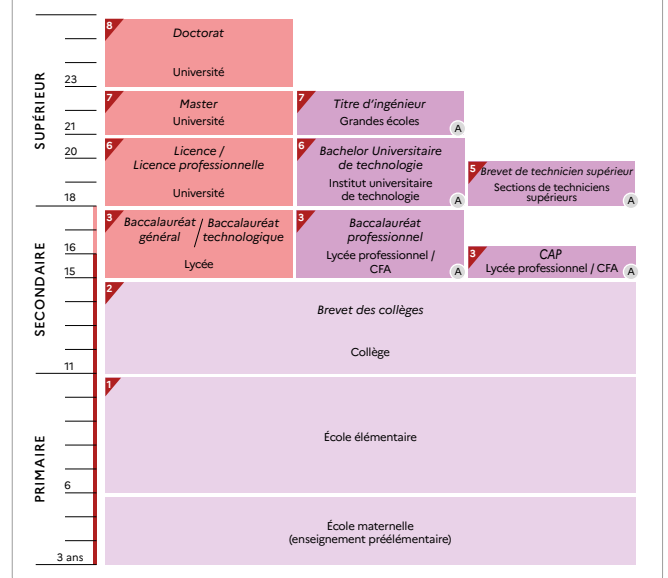 SUPÉRIEUR
23
21
20
18
8
Doctorat
Université
7
Master
Université
7
Titre d'ingénieur
Grandes écoles
A
6
Licence /
Licence professionnelle
Université
6
Bachelor Universitaire
de technologie
Institut universitaire
de technologie
A
5
Brevet de technicien supérieur
Sections de techniciens
supérieurs
A
SECONDAIRE
16
15
11
3
Baccalauréat
général
/
Baccalauréat
technologique
Lycée
3
Baccalauréat
professionnel
Lycée professionnel /
CFA
A
3
CAP
Lycée professionnel / CFA
A
2
Brevet des collèges
Collège
PRIMAIRE
6
3 ans
1
École élémentaire
École maternelle
(enseignement préélémentaire)